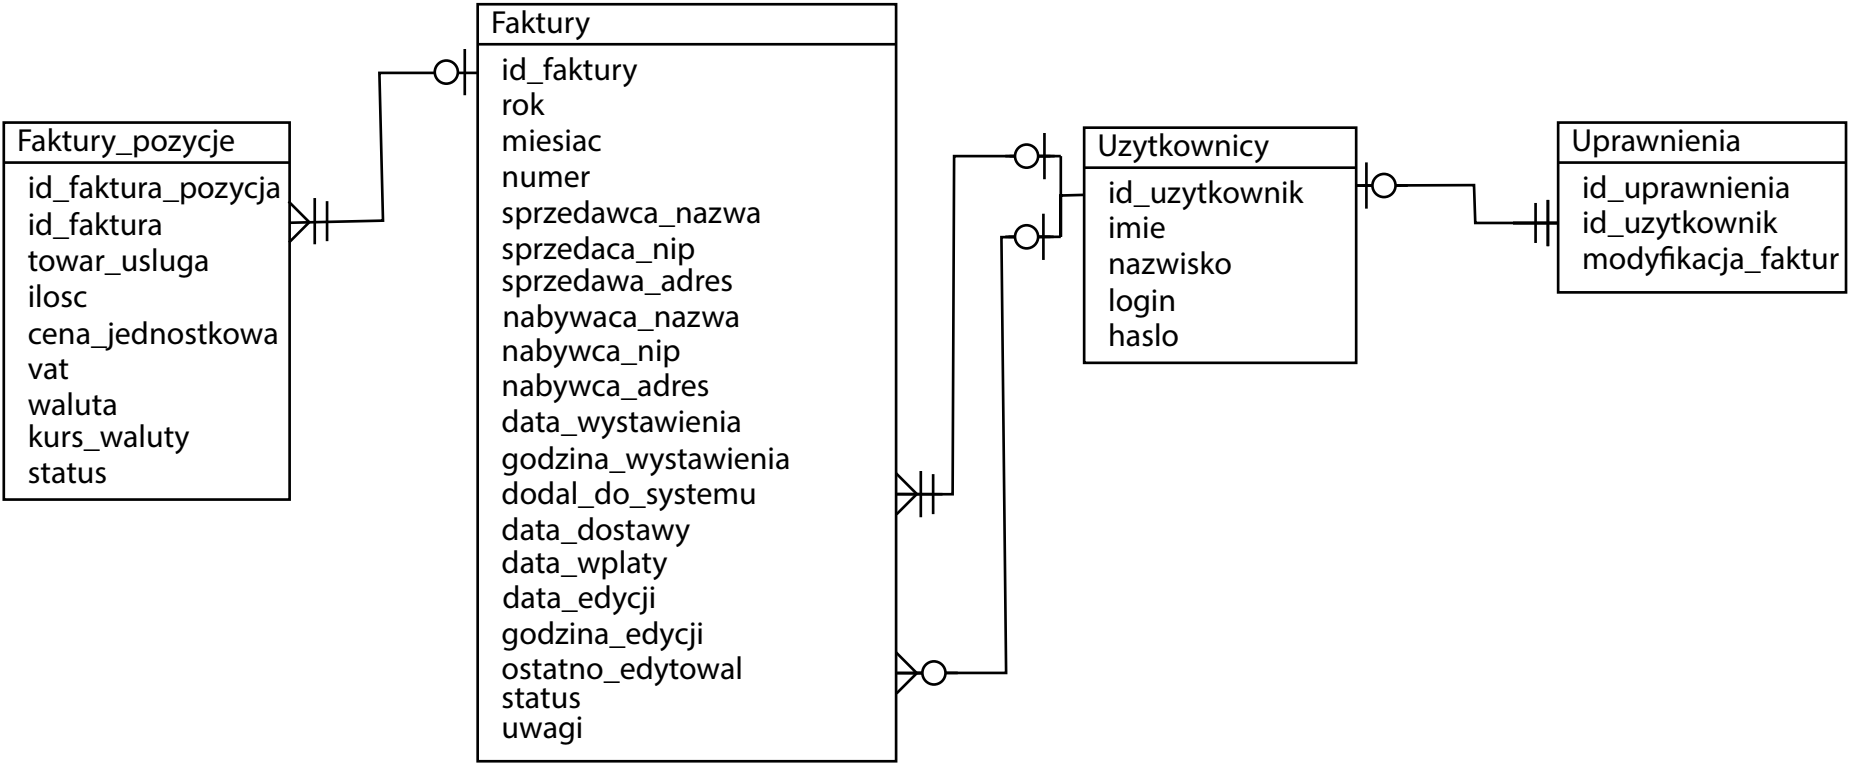 Faktury_pozycje
id_faktura_pozycja
id_faktura
towar_usluga
ilosc
cena_jednostkowa
vat
waluta
kurs_waluty
status
Faktury
id_faktury
rok
miesiac
numer
sprzedawca_nazwa
sprzedaca_nip
sprzedawa_adres
nabywaca_nazwa
nabywca_nip
nabywca_adres
data_wystawienia
godzina_wystawienia
dodal_do_systemu
data_dostawy
data_wplaty
data_edycji
godzina_edycji
ostatno_edytowal
status
uwagi
Uzytkownicy
id_uzytkownik
imie
nazwisko
login
haslo
Uprawnienia
id_uprawnienia
id_uzytkownik
modyfikacja_faktur